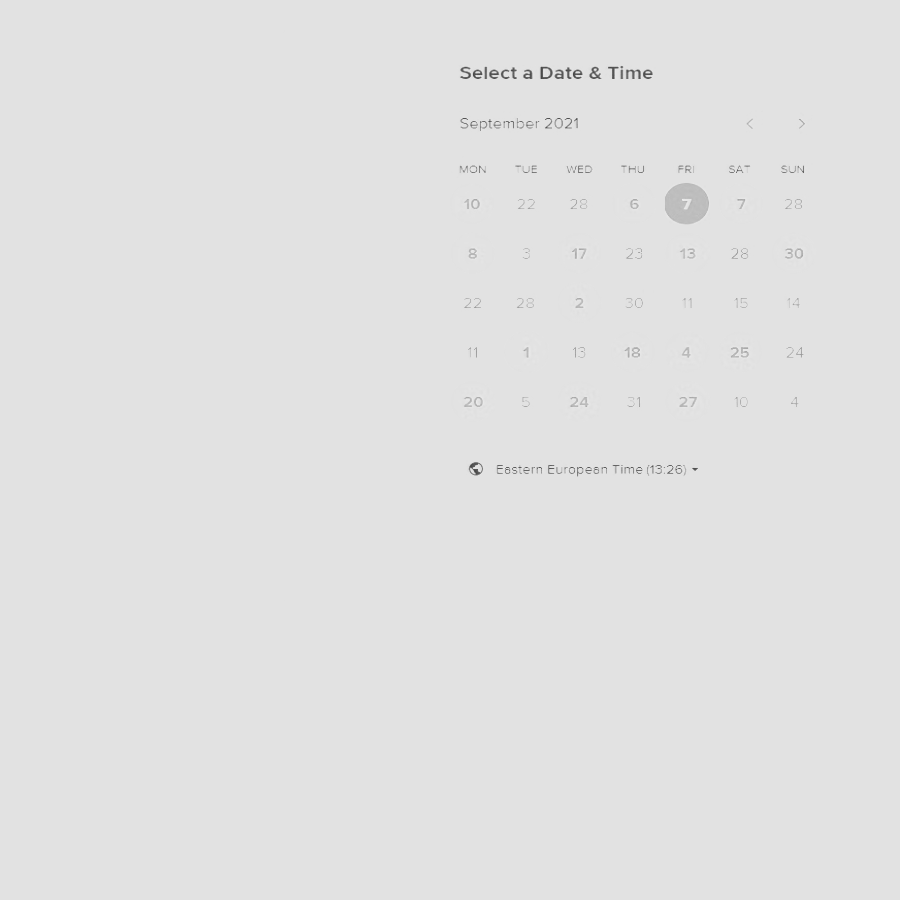 Select a Date & Time
September 2021
MON TUE WED THU FRI SAT SUN
10 22 28 6 7 7 28
8 3 17 23 13 28 30
22 28 2 30 11 15 14
11 1 13 18 4 25 24
20 5 24 31 27 10 4
Eastern European Time (13:26)